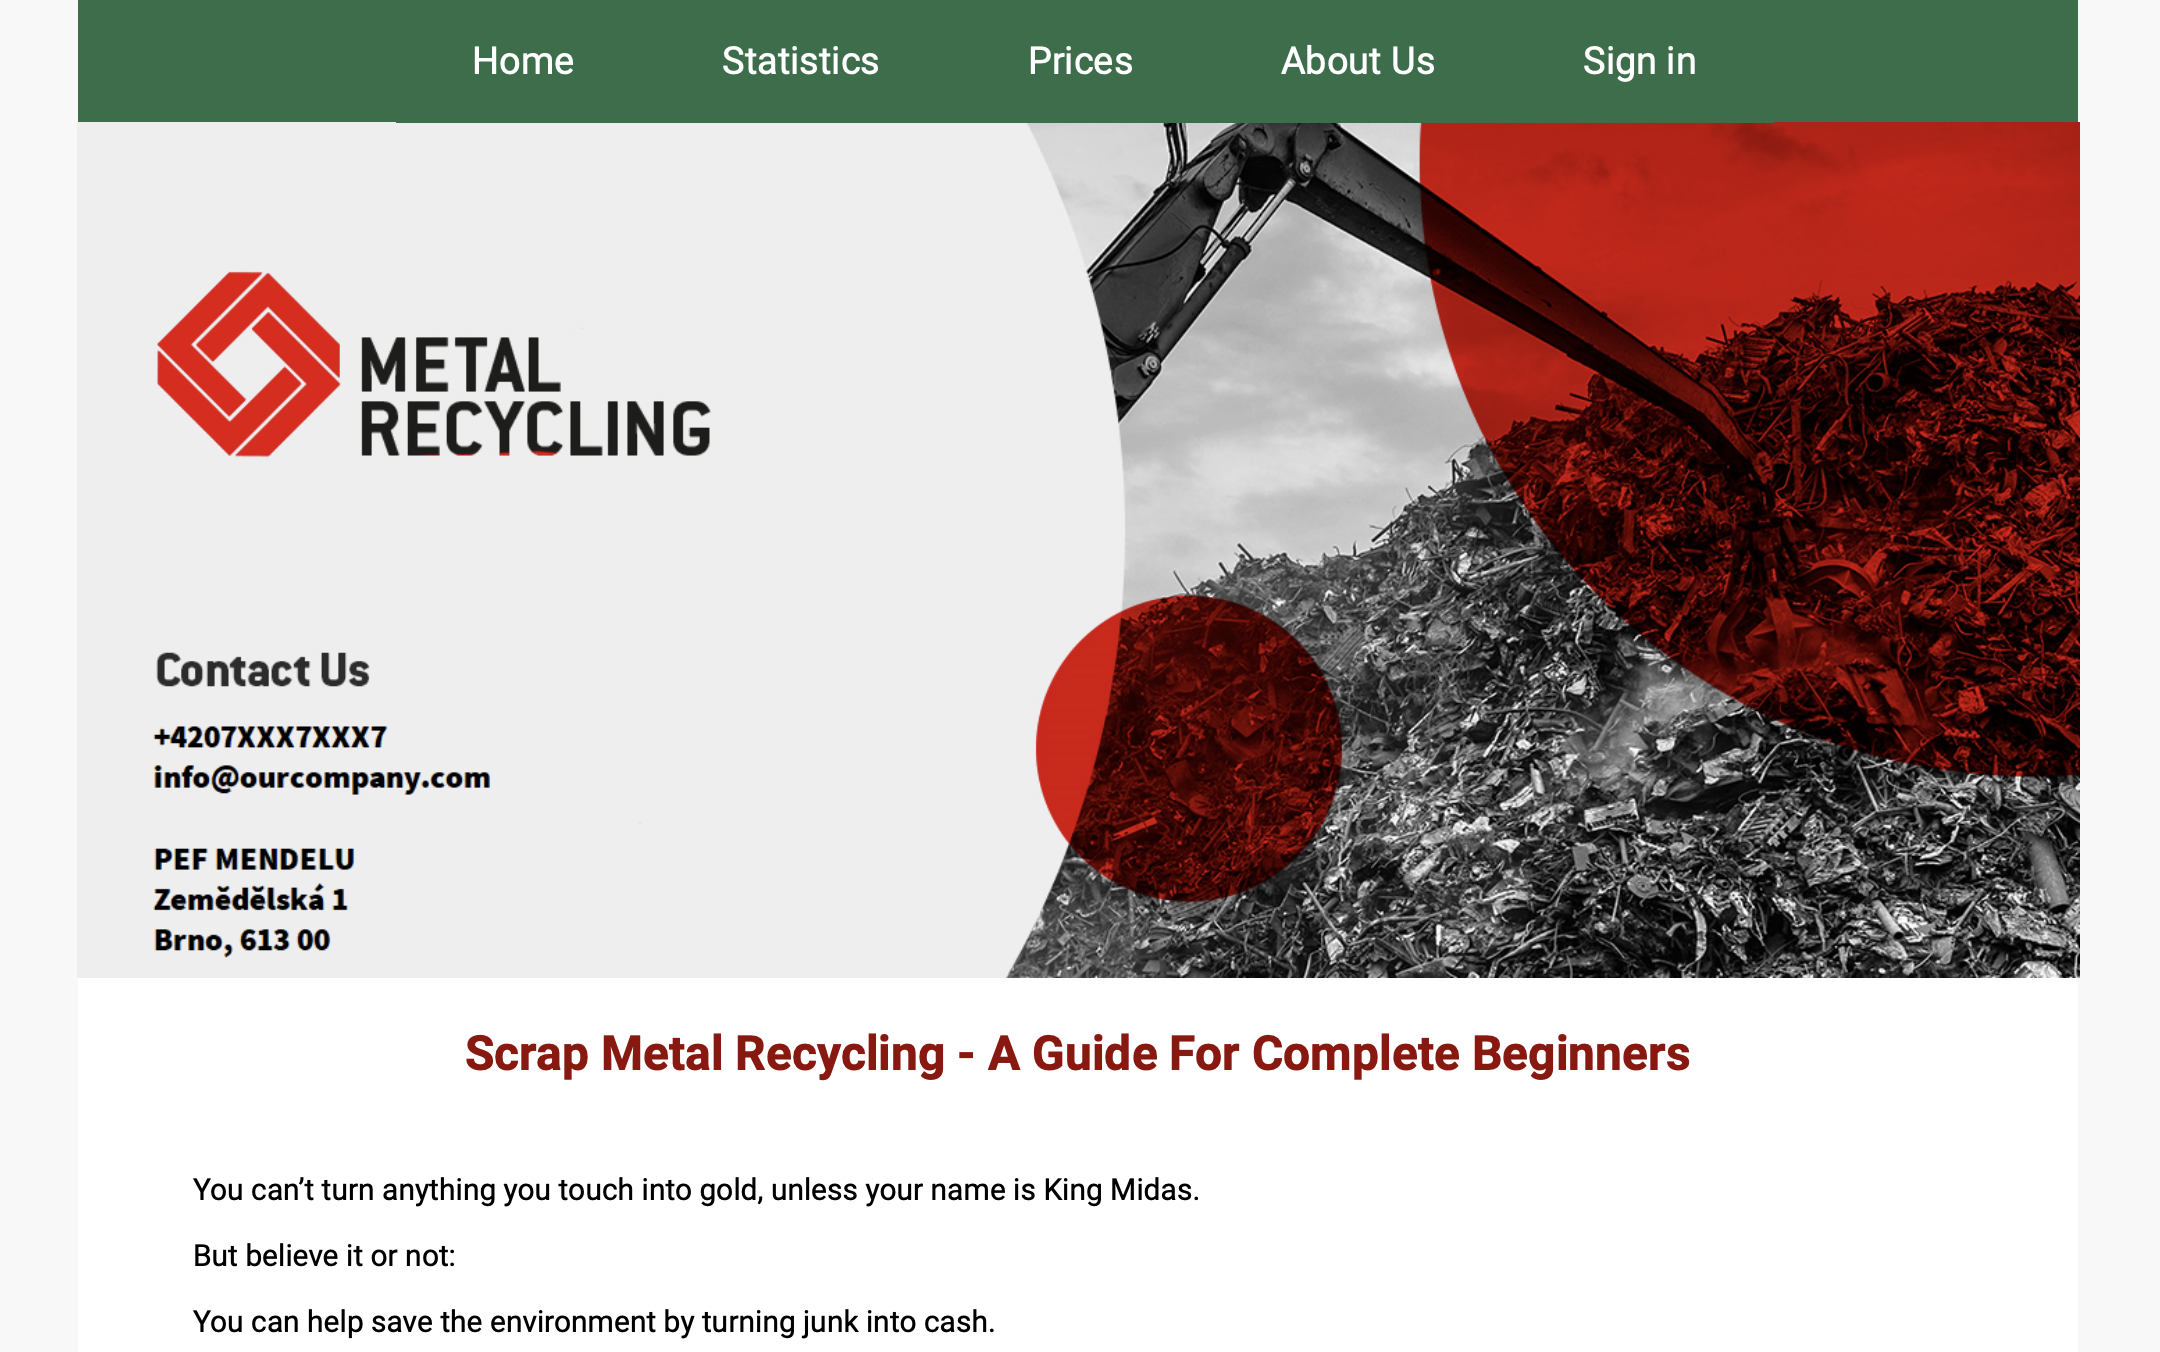 Home Statistics Prices About Us Sign in
METAL
RECYCLING
Contact Us
+4207XXX7XXX7
info@ourcompany.com
PEF MENDELU
Zemědělská 1
Brno, 613 00
Scrap Metal Recycling - A Guide For Complete Beginners
You can’t turn anything you touch into gold, unless your name is King Midas.
But believe it or not:
You can help save the environment by turning junk into cash.